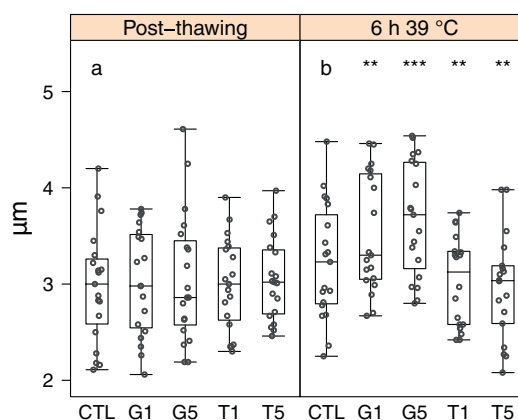 Post–thawing 6 h 39 °C
a b ** *** ** **
5
4
μm
3
2
CTL G1 G5 T1 T5 CTL G1 G5 T1 T5